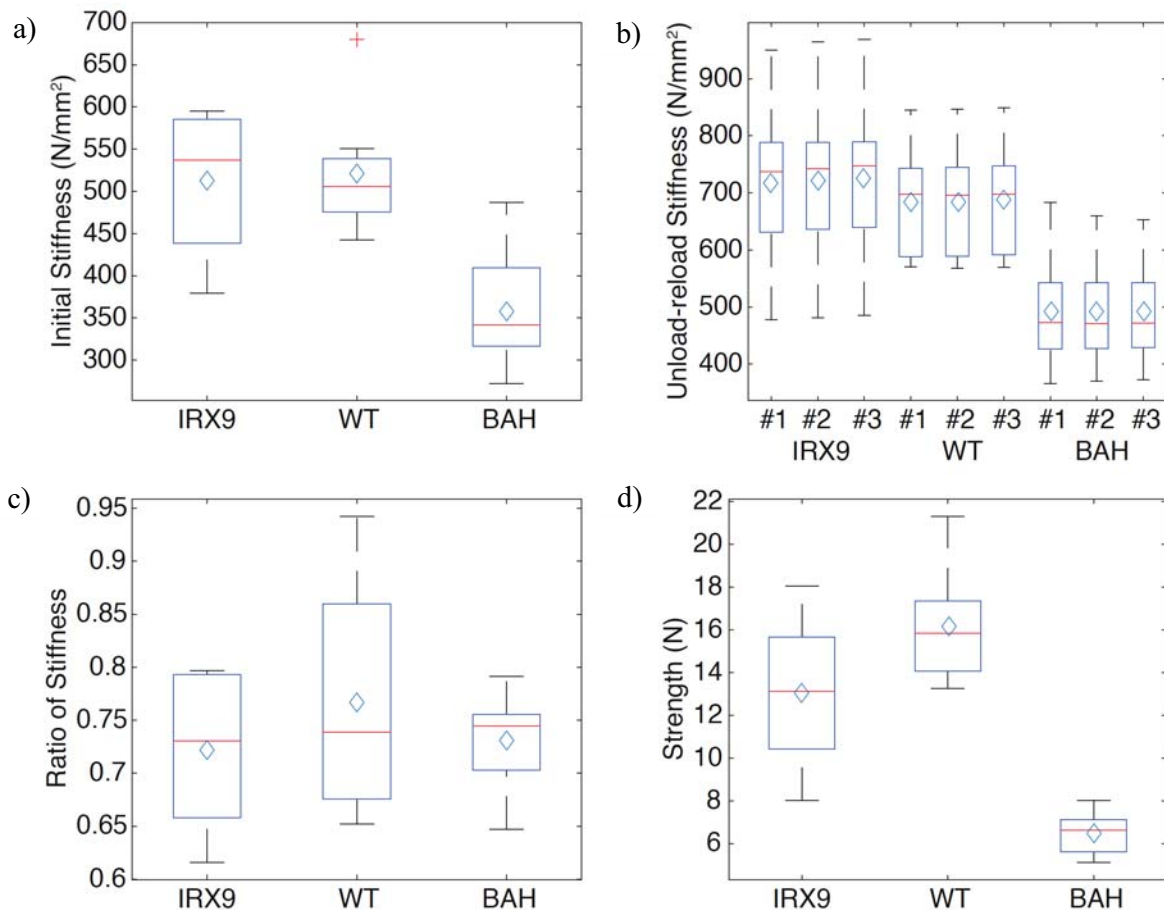 a)
Initial Stiffness (N/mm²)
700
650
600
550
500
450
400
350
300
IRX9 WT BAH
b)
Unload-reload Stiffness (N/mm²)
900
800
700
600
500
400
#1 #2 #3 #1 #2 #3 #1 #2 #3
IRX9 WT BAH
c)
Ratio of Stiffness
0.95
0.9
0.85
0.8
0.75
0.7
0.65
0.6
IRX9 WT BAH
d)
Strength (N)
22
20
18
16
14
12
10
8
6
IRX9 WT BAH